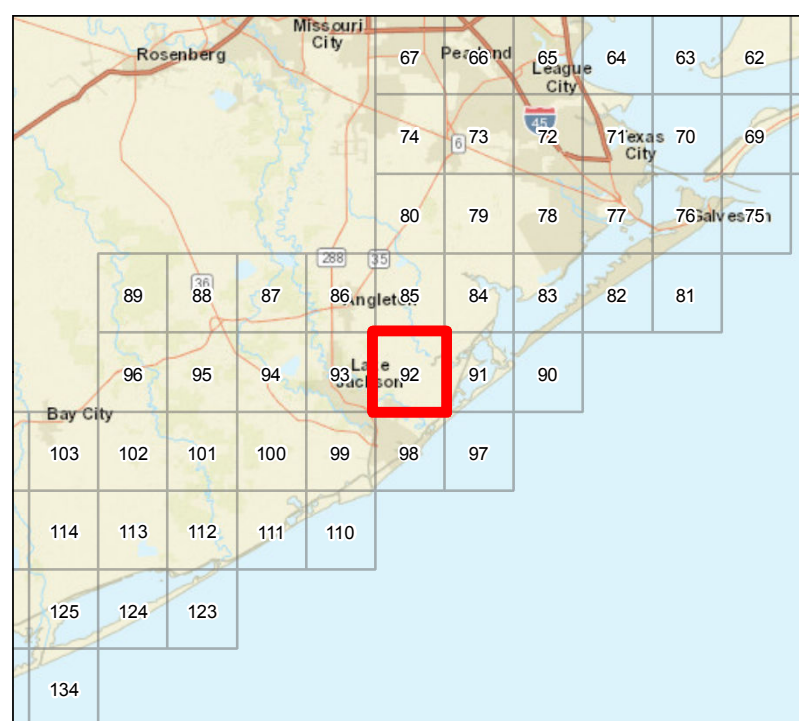 Missouri
City
Rosenberg
67 Pearland 66 65 64 63 62
League
City
45
74 6 73 72 71 Texas 70 69
City
80 79 78 77 76 Galveston 75
288 35
89 36 88 87 86 Angleton 85 84 83 82 81
Lake
96 95 94 93 92 91 90
Jackson
Bay City
103 102 101 100 99 98 97
114 113 112 111 110
125 124 123
134